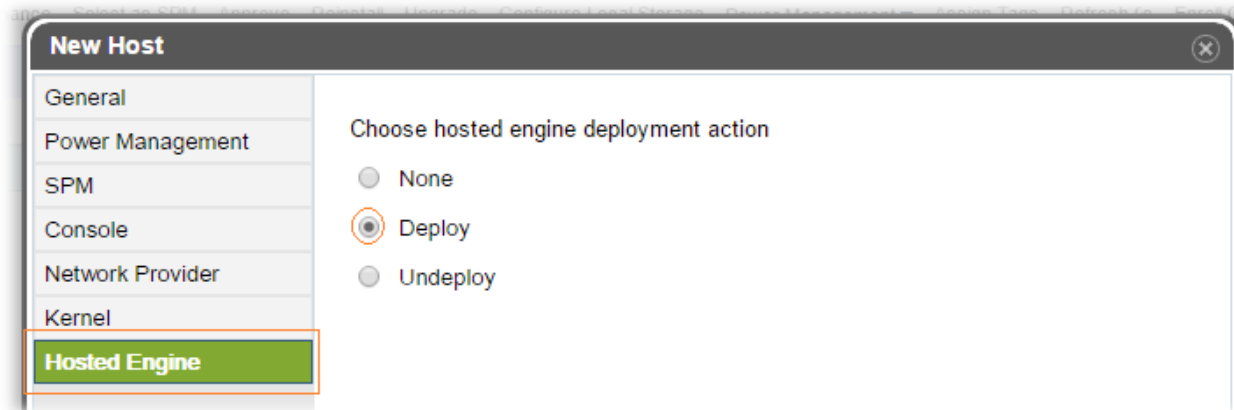 New Host
General
Power Management
SPM
Console
Network Provider
Kernel
Hosted Engine
Choose hosted engine deployment action
None
Deploy
Undeploy